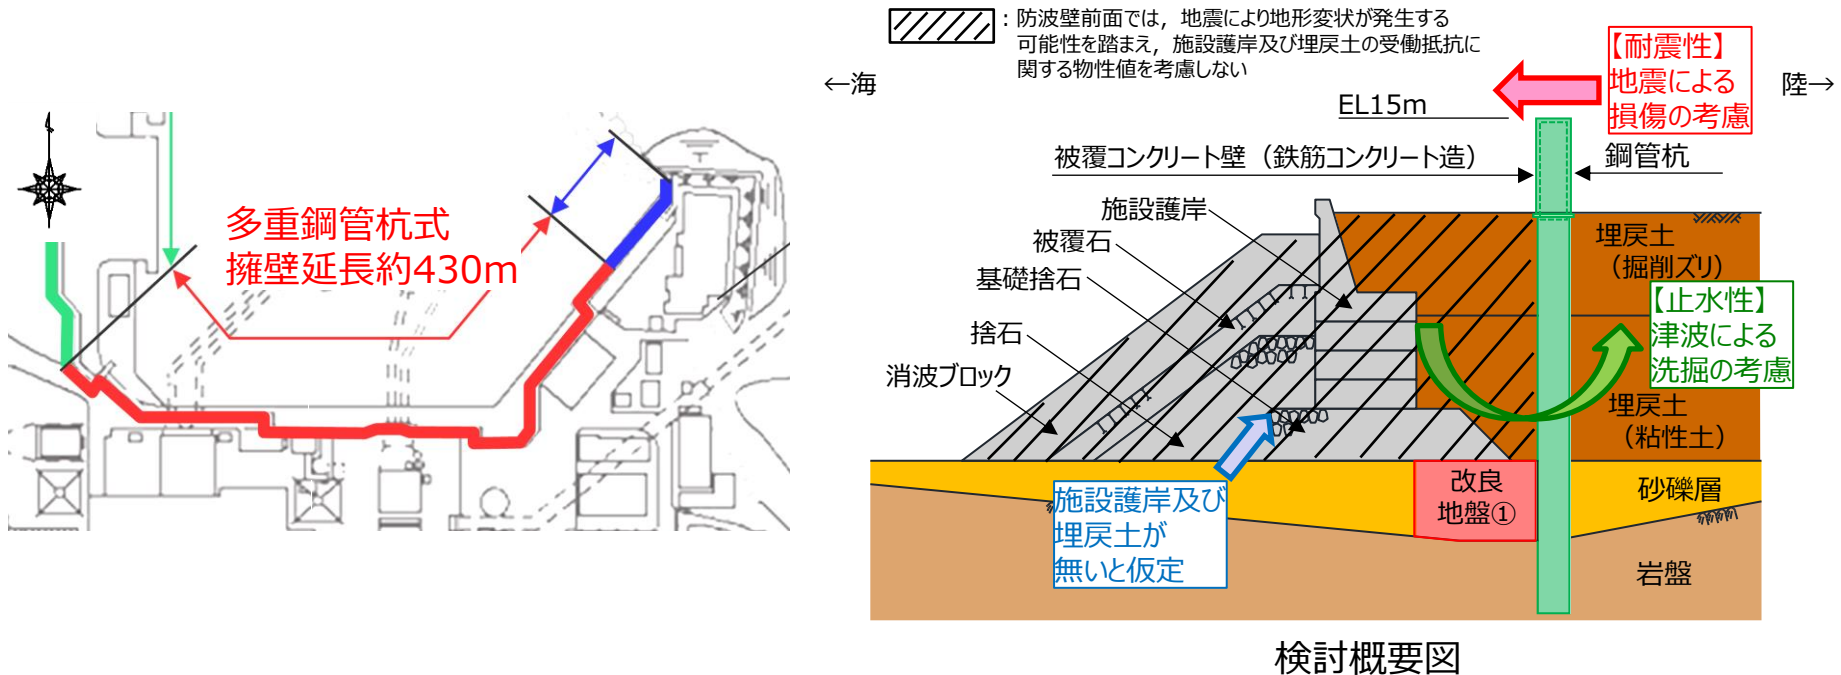 多重鋼管杭式
擁壁延長約430m
:防波壁前面では，地震により地形変状が発生する
可能性を踏まえ，施設護岸及び埋戻土の受働抵抗に
関する物性値を考慮しない
←海
陸→
【耐震性】
地震による
損傷の考慮
EL15m
被覆コンクリート壁（鉄筋コンクリート造）
鋼管杭
施設護岸
被覆石
基礎捨石
捨石
消波ブロック
埋戻土
（掘削ズリ）
【止水性】
津波による
洗掘の考慮
埋戻土
（粘性土）
施設護岸及び
埋戻土が
無いと仮定
改良
地盤①
砂礫層
岩盤
検討概要図